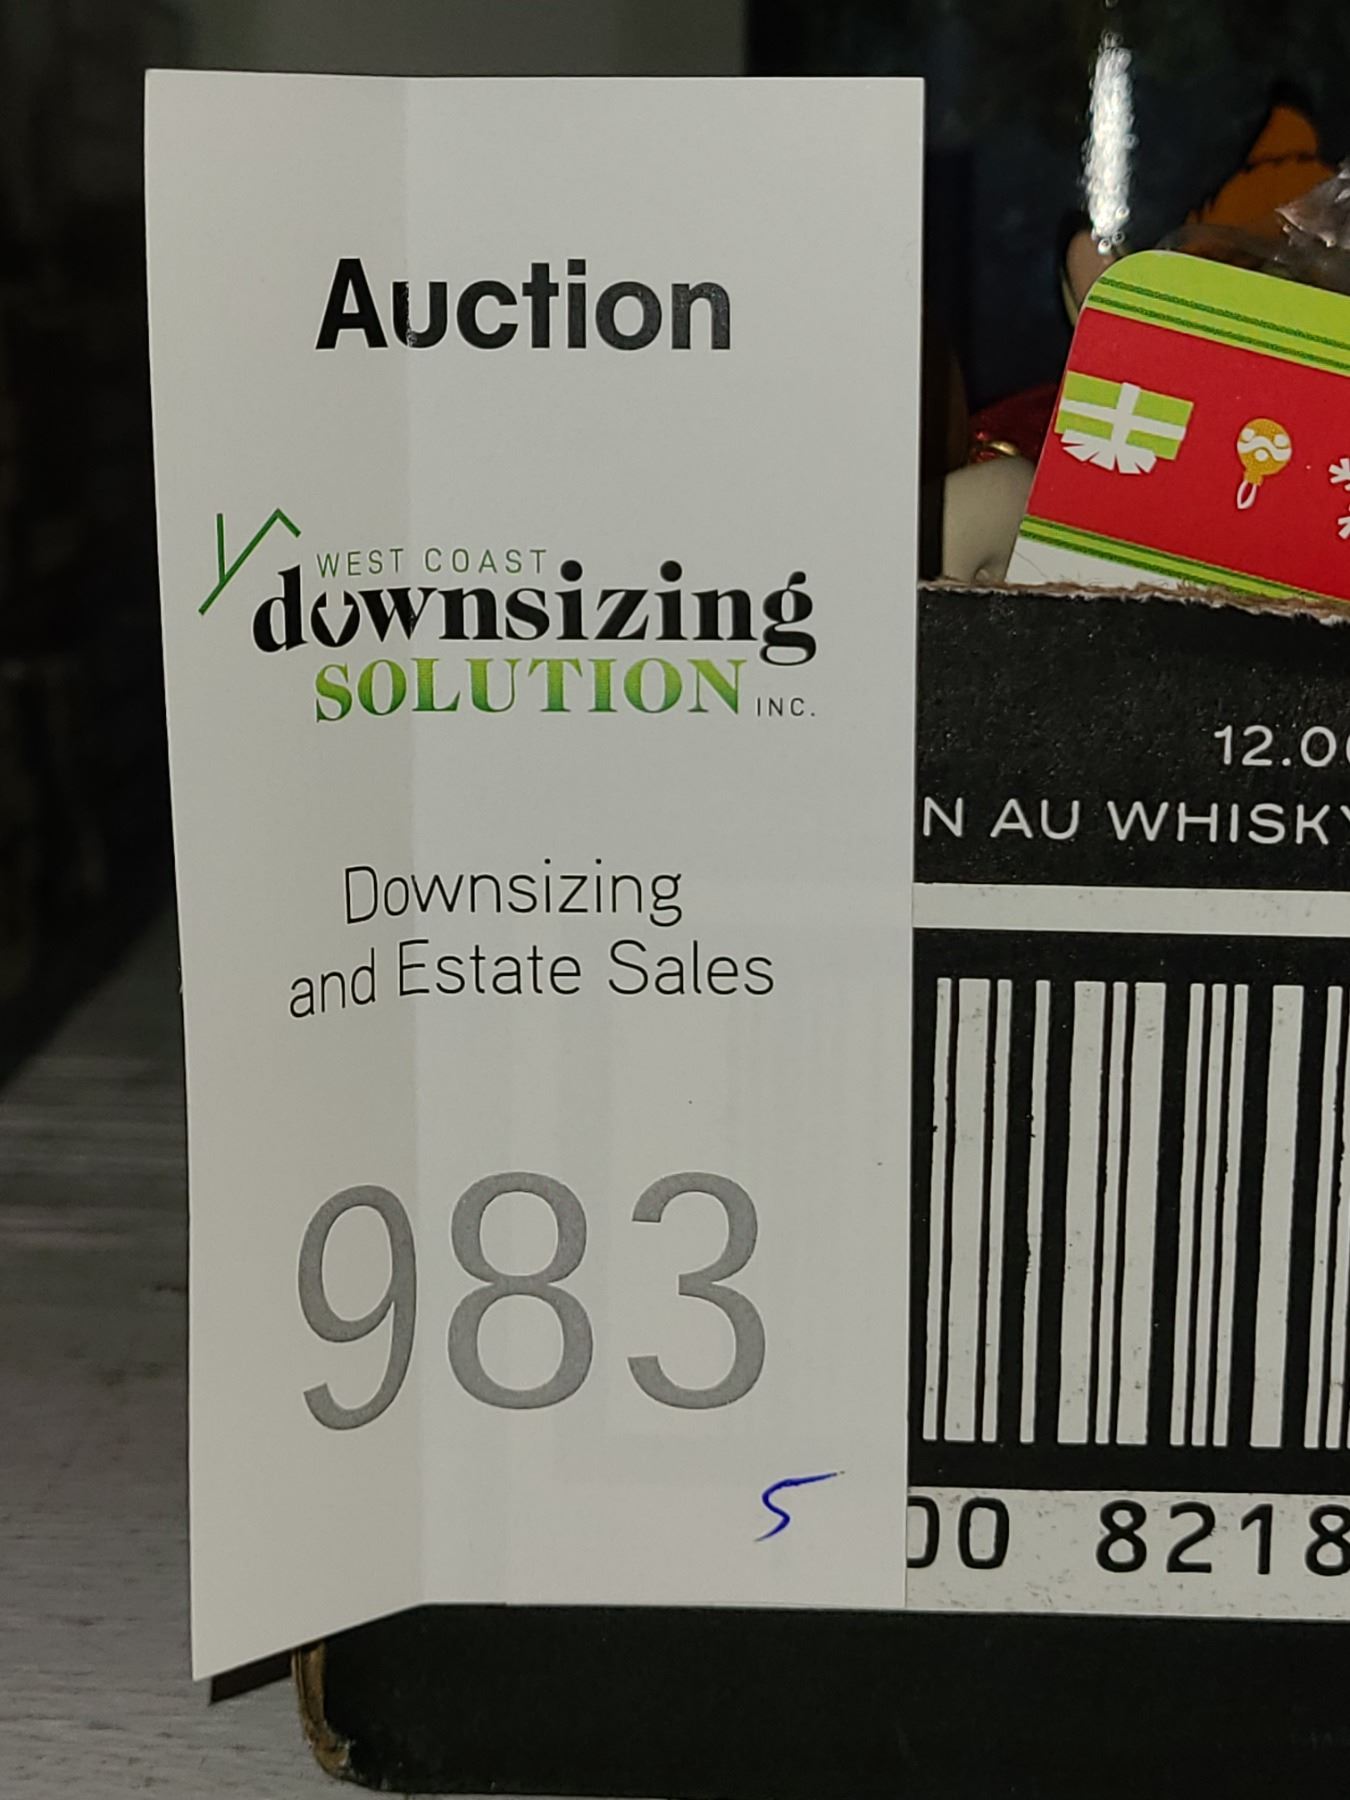 Auction
WEST COAST
downsizing
SOLUTION INC.
Downsizing
and Estate Sales
983
5
12.0
N AU WHISKY
00 8218